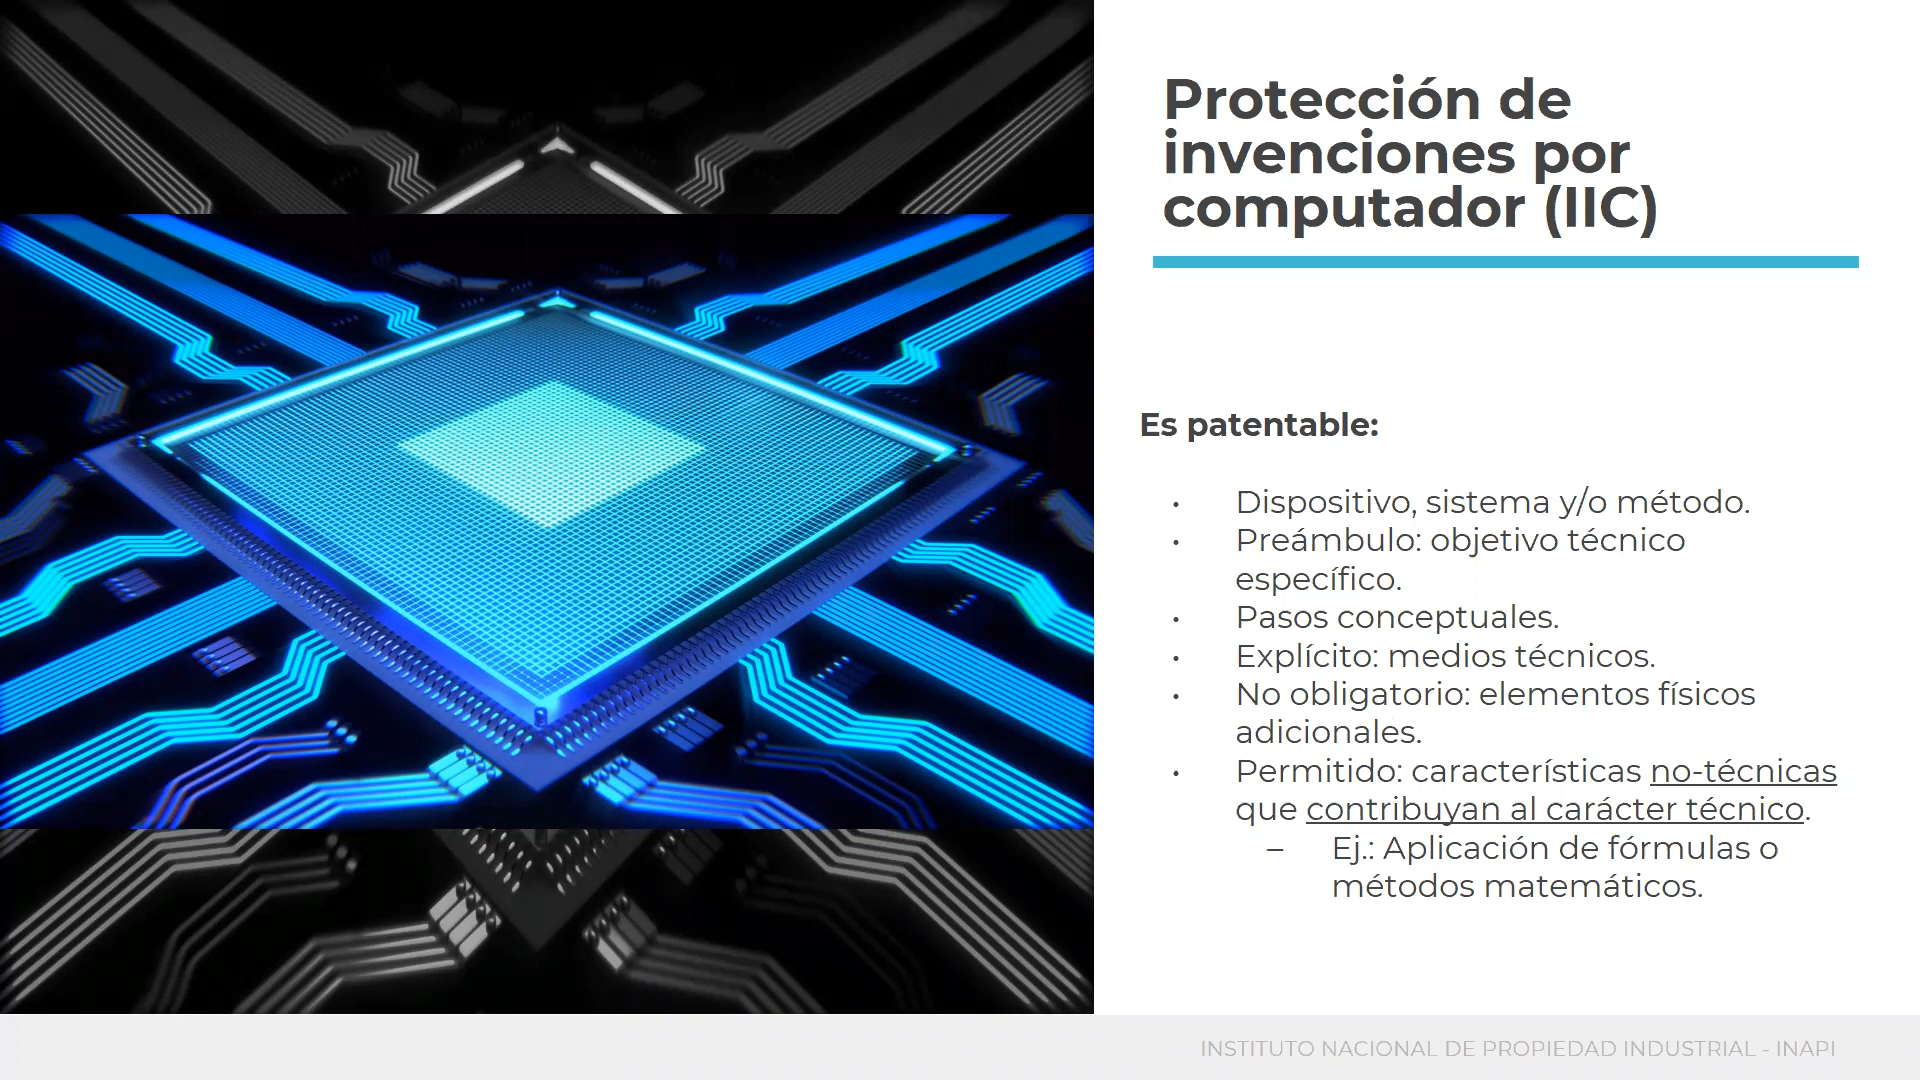 Protección de
invenciones por
computador (IIC)
Es patentable:
• Dispositivo, sistema y/o método.
• Preámbulo: objetivo técnico
específico.
• Pasos conceptuales.
• Explícito: medios técnicos.
• No obligatorio: elementos físicos
adicionales.
• Permitido: características no-técnicas
que contribuyan al carácter técnico.
– Ej.: Aplicación de fórmulas o
métodos matemáticos.
INSTITUTO NACIONAL DE PROPIEDAD INDUSTRIAL - INAPI